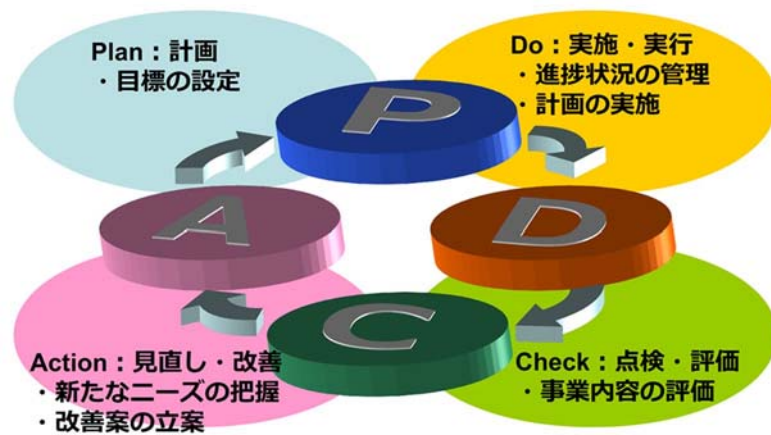 Plan：計画
・目標の設定
Do：実施・実行
・進捗状況の管理
・計画の実施
P
A
D
C
Action：見直し・改善
・新たなニーズの把握
・改善案の立案
Check：点検・評価
・事業内容の評価